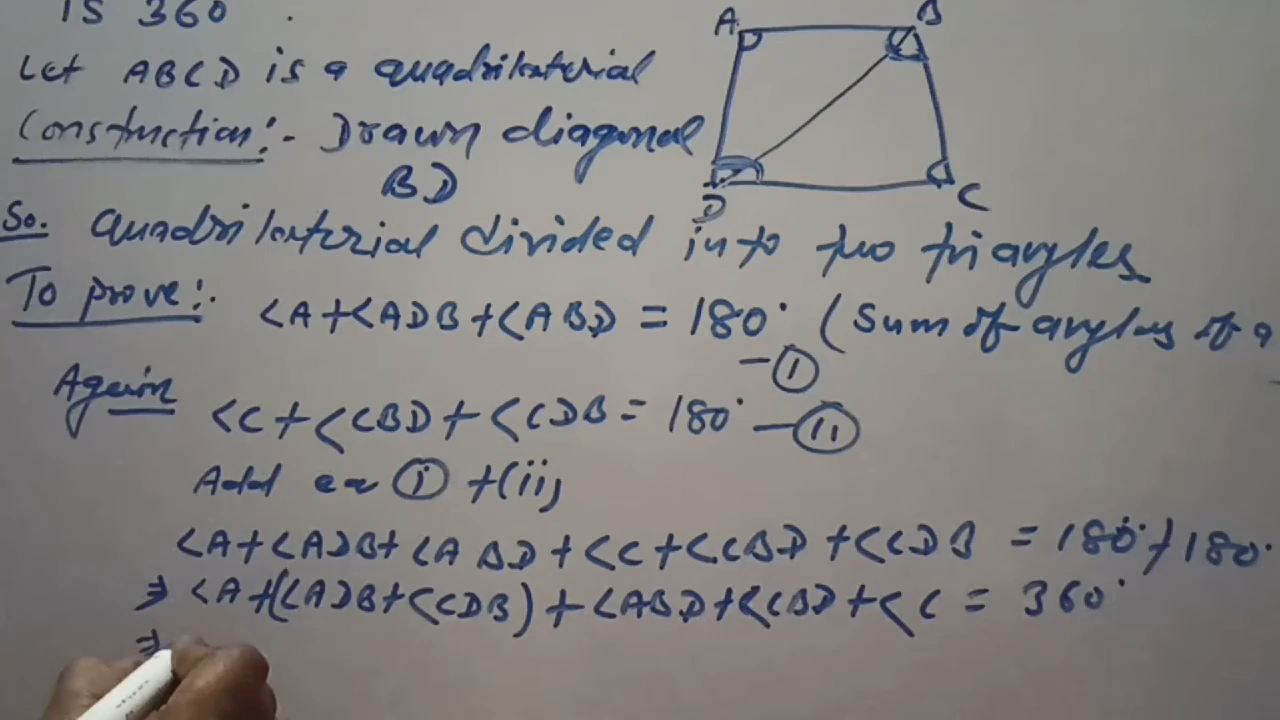 is 360
Let ABCD is a quadrilaterial
Construction:- Drawn diagonal
BD
So. quadrilaterial divided into two triangles
To prove:- <A+<ADB+<ABD = 180° (Sum of angles of a
- (i)
Again <C+<CBD+<CDB = 180° - (ii)
Add eq (i) + (ii)
<A+<ADB+<ABD+<C+<CBD+<CDB = 180°+180°
⇒ <A+(<ADB+<CDB)+<ABD+<CBD+<C = 360°
⇒
A
B
D
C